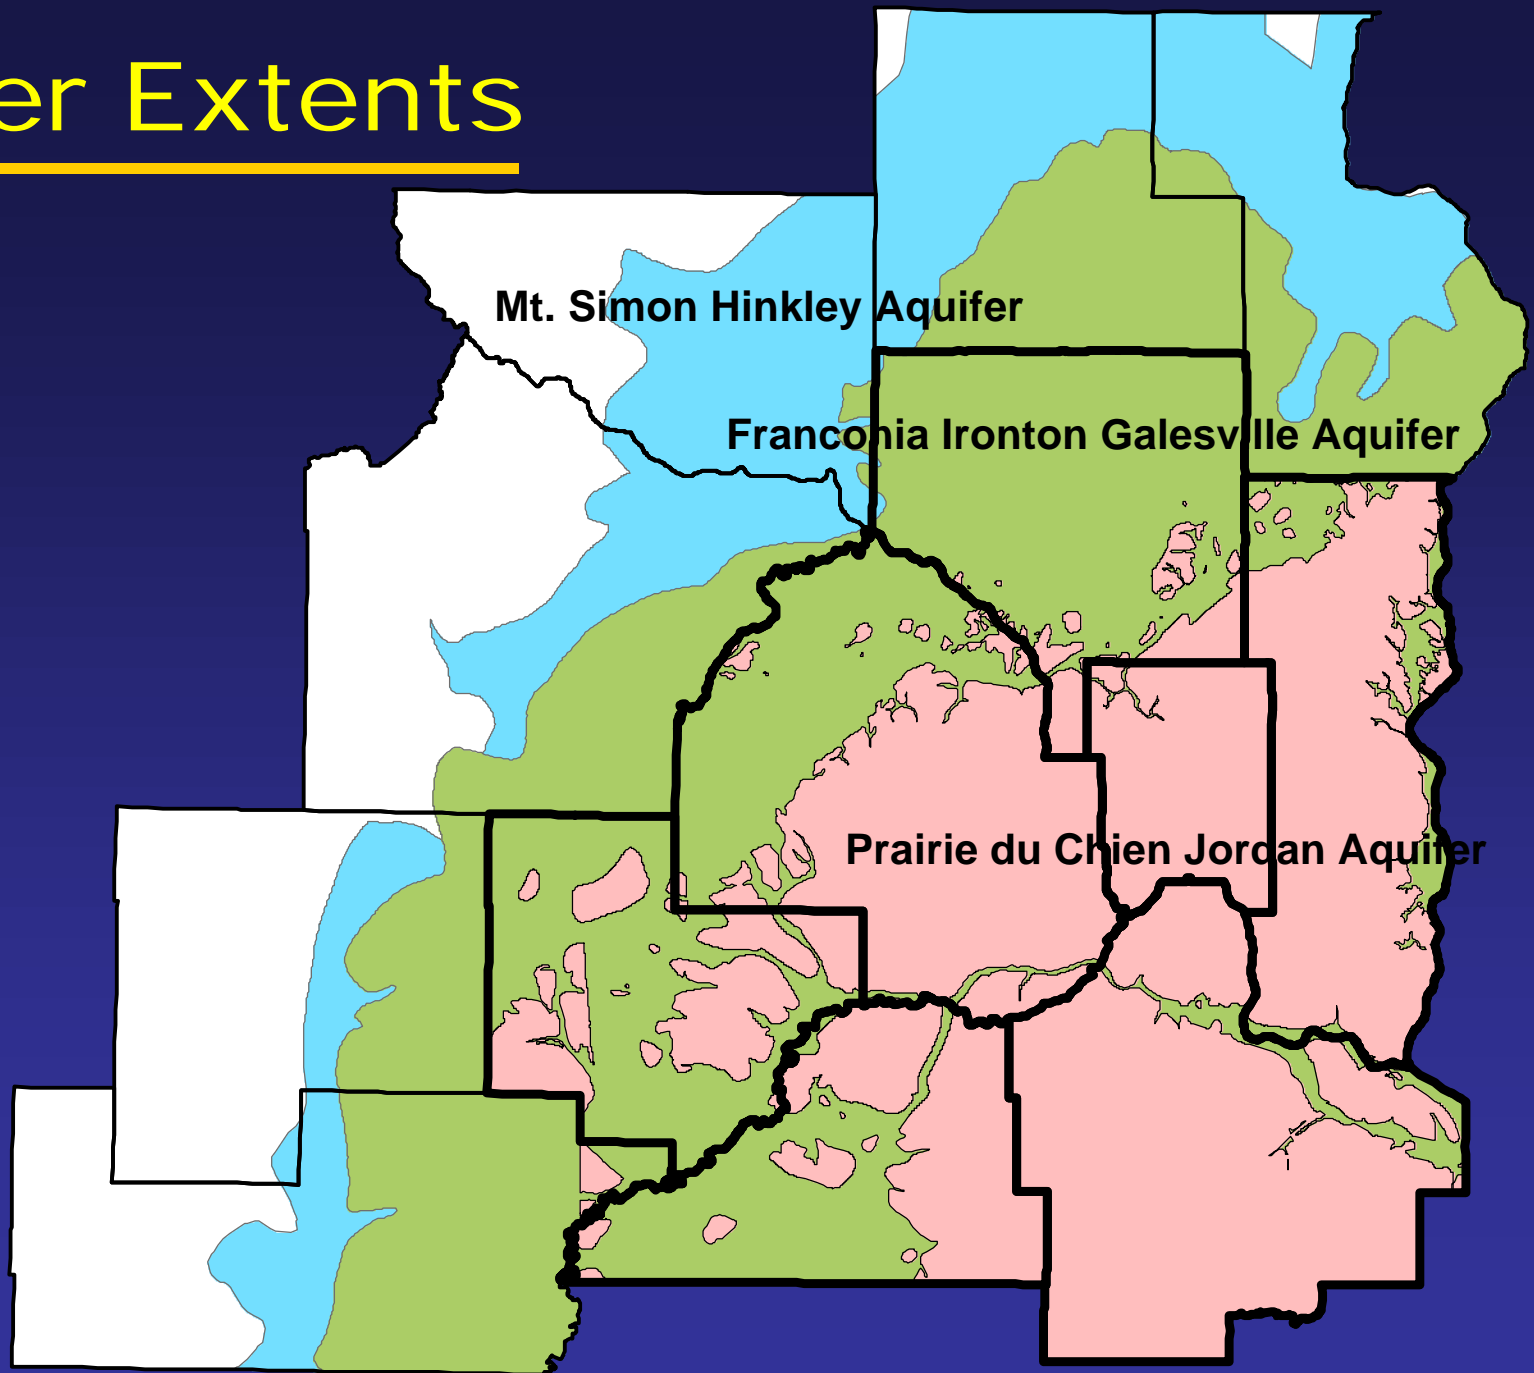 er Extents
Mt. Simon Hinkley Aquifer
Franconia Ironton Galesville Aquifer
Prairie du Chien Jordan Aquifer